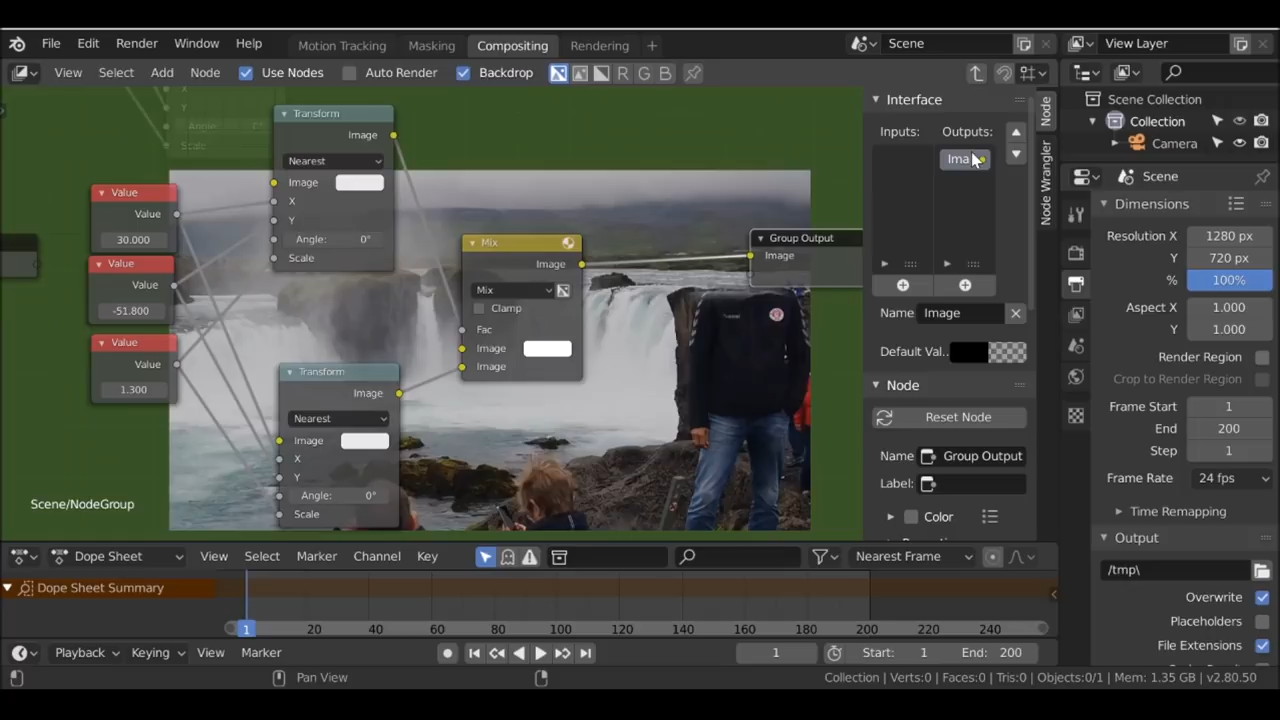 File Edit Render Window Help Motion Tracking Masking Compositing Rendering + Scene View Layer
View Select Add Node Use Nodes Auto Render Backdrop R G B
Scene Collection
Collection
Camera
Scene
Dimensions
Resolution X 1280 px
Y 720 px
% 100%
Aspect X 1.000
Y 1.000
Render Region
Crop to Render Region
Frame Start 1
End 200
Step 1
Frame Rate 24 fps
Time Remapping
Output
/tmp\
Overwrite
Placeholders
File Extensions
Interface
Inputs: Outputs:
Ima
Name Image
Default Val..
Node
Reset Node
Name Group Output
Label:
Color
Node
Node Wrangler
X
Y
Angle: 0°
Scale
Transform
Image
Nearest
Image
X
Y
Angle: 0°
Scale
Value
Value
30.000
Value
Value
-51.800
Value
Value
1.300
Mix
Image
Mix
Clamp
Fac
Image
Image
Group Output
Image
Transform
Image
Nearest
Image
X
Y
Angle: 0°
Scale
Scene/NodeGroup
Dope Sheet View Select Marker Channel Key Nearest Frame
Dope Sheet Summary
1 20 40 60 80 100 120 140 160 180 200 220 240
Playback Keying View Marker 1 Start: 1 End: 200
Pan View Collection | Verts:0 | Faces:0 | Tris:0 | Objects:0/1 | Mem: 1.35 GB | v2.80.50